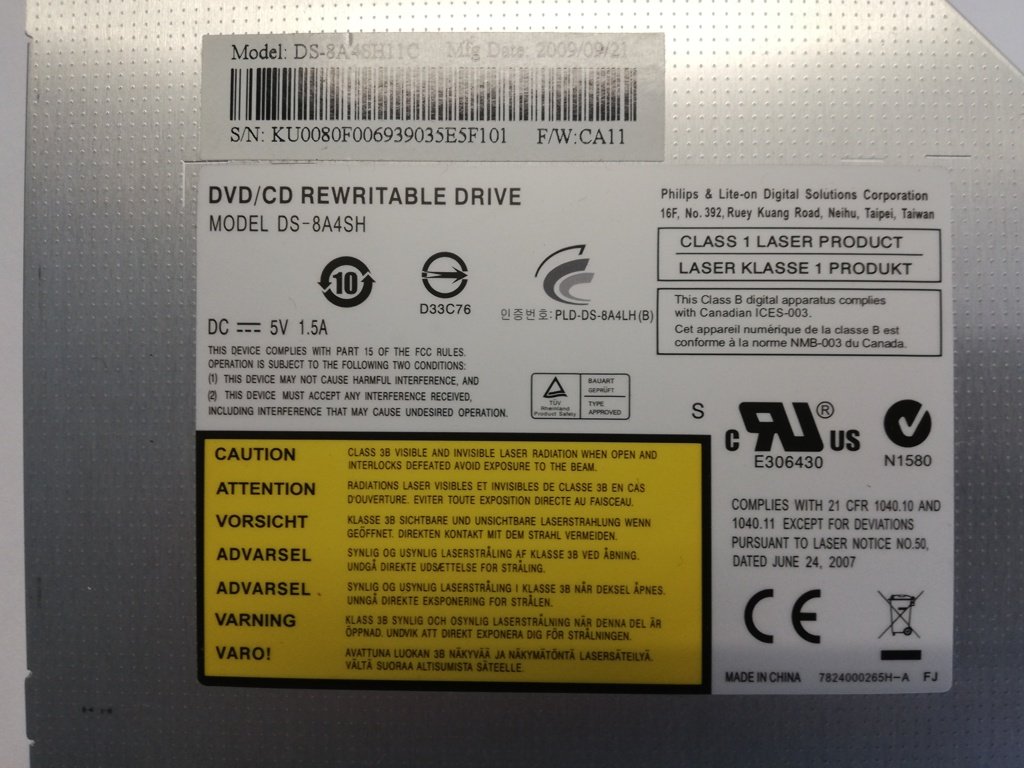 Model: DS-8A4SH11C Mfg Date: 2009/09/21
S/N: KU0080F006939035E5F101 F/W:CA11
DVD/CD REWRITABLE DRIVE
MODEL DS-8A4SH
Philips & Lite-on Digital Solutions Corporation
16F, No. 392, Ruey Kuang Road, Neihu, Taipei, Taiwan
CLASS 1 LASER PRODUCT
LASER KLASSE 1 PRODUKT
10
D33C76
인증번호: PLD-DS-8A4LH (B)
This Class B digital apparatus complies
with Canadian ICES-003.
Cet appareil numérique de la classe B est
conforme à la norme NMB-003 du Canada.
DC 5V 1.5A
THIS DEVICE COMPLIES WITH PART 15 OF THE FCC RULES.
OPERATION IS SUBJECT TO THE FOLLOWING TWO CONDITIONS:
(1) THIS DEVICE MAY NOT CAUSE HARMFUL INTERFERENCE, AND
(2) THIS DEVICE MUST ACCEPT ANY INTERFERENCE RECEIVED,
INCLUDING INTERFERENCE THAT MAY CAUSE UNDESIRED OPERATION.
TÜV
Rheinland
Product Safety
BAUART
GEPRÜFT
TYPE
APPROVED
S
C RU ® US
E306430
N1580
CAUTION
CLASS 3B VISIBLE AND INVISIBLE LASER RADIATION WHEN OPEN AND
INTERLOCKS DEFEATED AVOID EXPOSURE TO THE BEAM.
ATTENTION
RADIATIONS LASER VISIBLES ET INVISIBLES DE CLASSE 3B EN CAS
D'OUVERTURE. EVITER TOUTE EXPOSITION DIRECTE AU FAISCEAU.
VORSICHT
KLASSE 3B SICHTBARE UND UNSICHTBARE LASERSTRAHLUNG WENN
GEÖFFNET. DIREKTEN KONTAKT MIT DEM STRAHL VERMEIDEN.
ADVARSEL
SYNLIG OG USYNLIG LASERSTRÅLING AF KLASSE 3B VED ÅBNING.
UNDGÅ DIREKTE UDSÆTTELSE FOR STRÅLING.
ADVARSEL
SYNLIG OG USYNLIG LASERSTRÅLING I KLASSE 3B NÅR DEKSEL ÅPNES.
UNNGÅ DIREKTE EKSPONERING FOR STRÅLEN.
VARNING
KLASS 3B SYNLIG OCH OSYNLIG LASERSTRÅLNING NÄR DENNA DEL ÄR
ÖPPNAD. UNDVIK ATT DIREKT EXPONERA DIG FÖR STRÅLNINGEN.
VARO!
AVATTUNA LUOKAN 3B NÄKYVÄÄ JA NÄKYMÄTÖNTÄ LASERSÄTEILYÄ.
VÄLTÄ SUORAA ALTISUMISTA SÄTEELLE.
COMPLIES WITH 21 CFR 1040.10 AND
1040.11 EXCEPT FOR DEVIATIONS
PURSUANT TO LASER NOTICE NO.50,
DATED JUNE 24, 2007
CE
MADE IN CHINA 7824000265H-A FJ